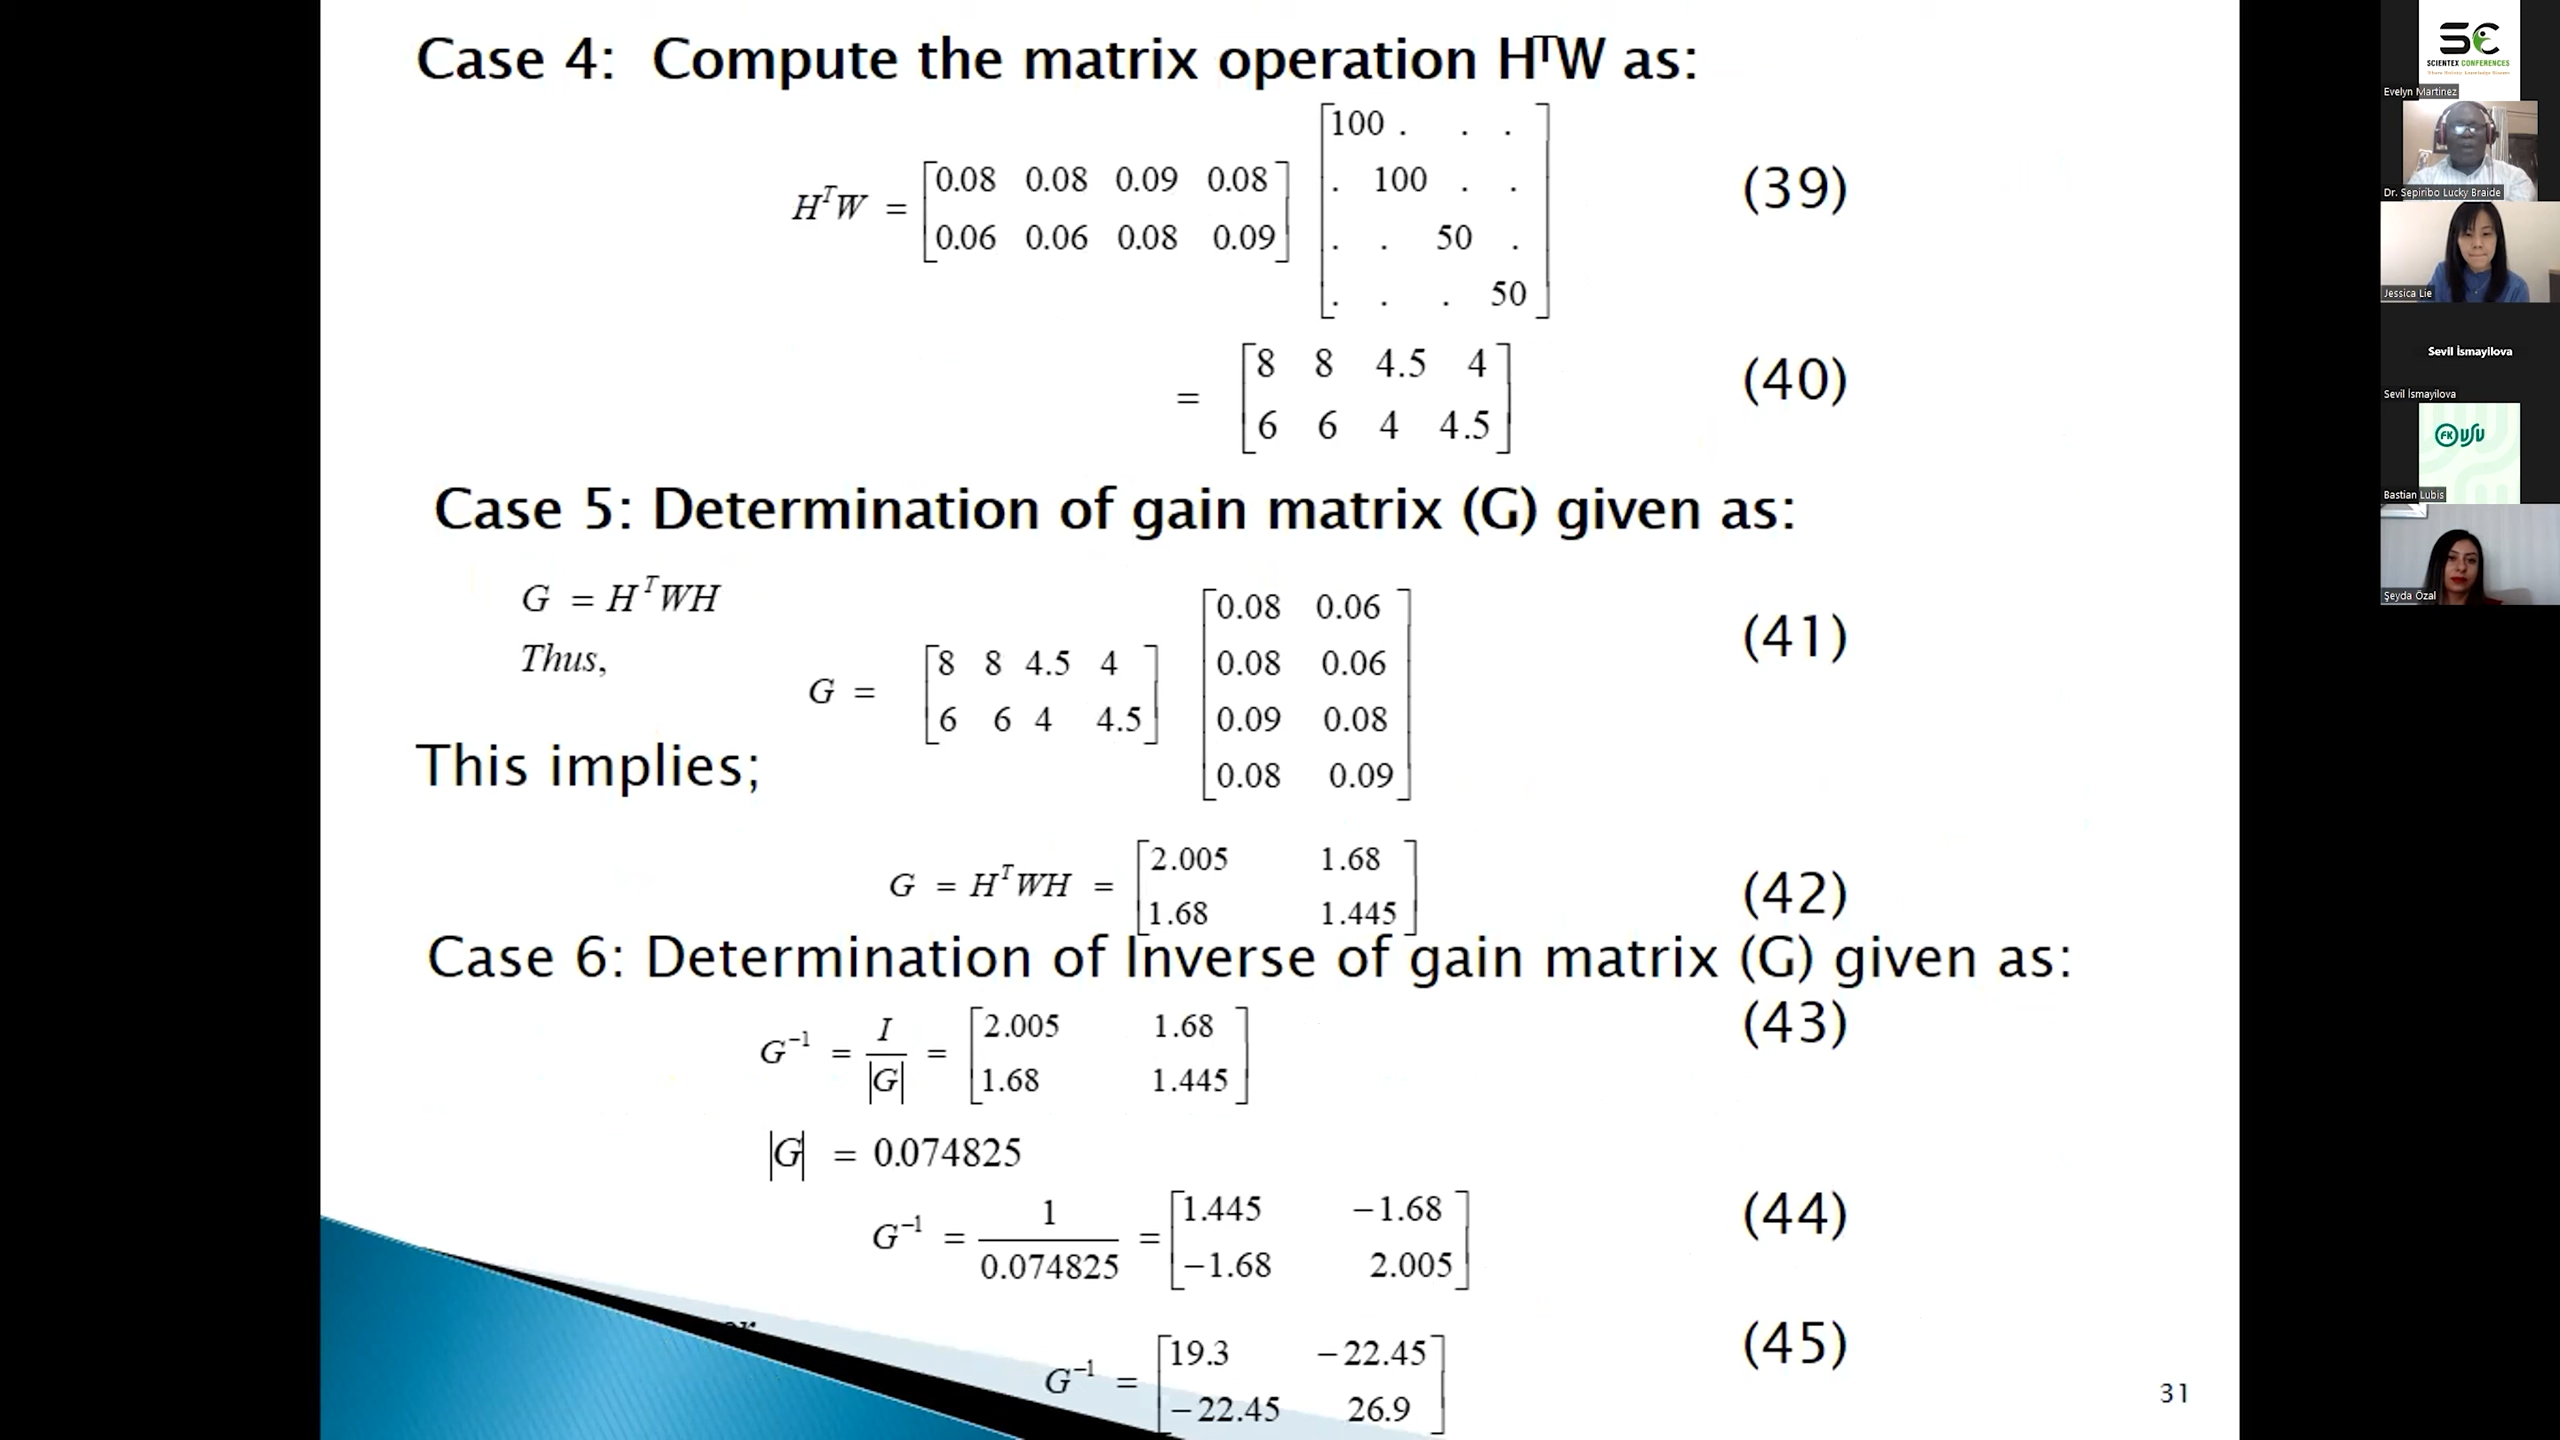 Case 4: Compute the matrix operation HᵀW as:
HᵀW = [0.08 0.08 0.09 0.08
0.06 0.06 0.08 0.09]
[100 . . .
. 100 . .
. . 50 .
. . . 50]
(39)
= [8 8 4.5 4
6 6 4 4.5]
(40)
Case 5: Determination of gain matrix (G) given as:
G = HᵀWH
Thus,
G = [8 8 4.5 4
6 6 4 4.5]
[0.08 0.06
0.08 0.06
0.09 0.08
0.08 0.09]
(41)
This implies;
G = HᵀWH = [2.005 1.68
1.68 1.445]
(42)
Case 6: Determination of Inverse of gain matrix (G) given as:
G⁻¹ = I / |G| = [2.005 1.68
1.68 1.445]
(43)
|G| = 0.074825
G⁻¹ = 1 / 0.074825 = [1.445 −1.68
−1.68 2.005]
(44)
G⁻¹ = [19.3 −22.45
−22.45 26.9]
(45)
31
SC
SCIENTEX CONFERENCES
Evelyn Martinez
Dr. Sepiribo Lucky Braide
Jessica Lie
Sevil İsmayilova
Sevil İsmayilova
FK USU
Bastian Lubis
Şeyda Özal